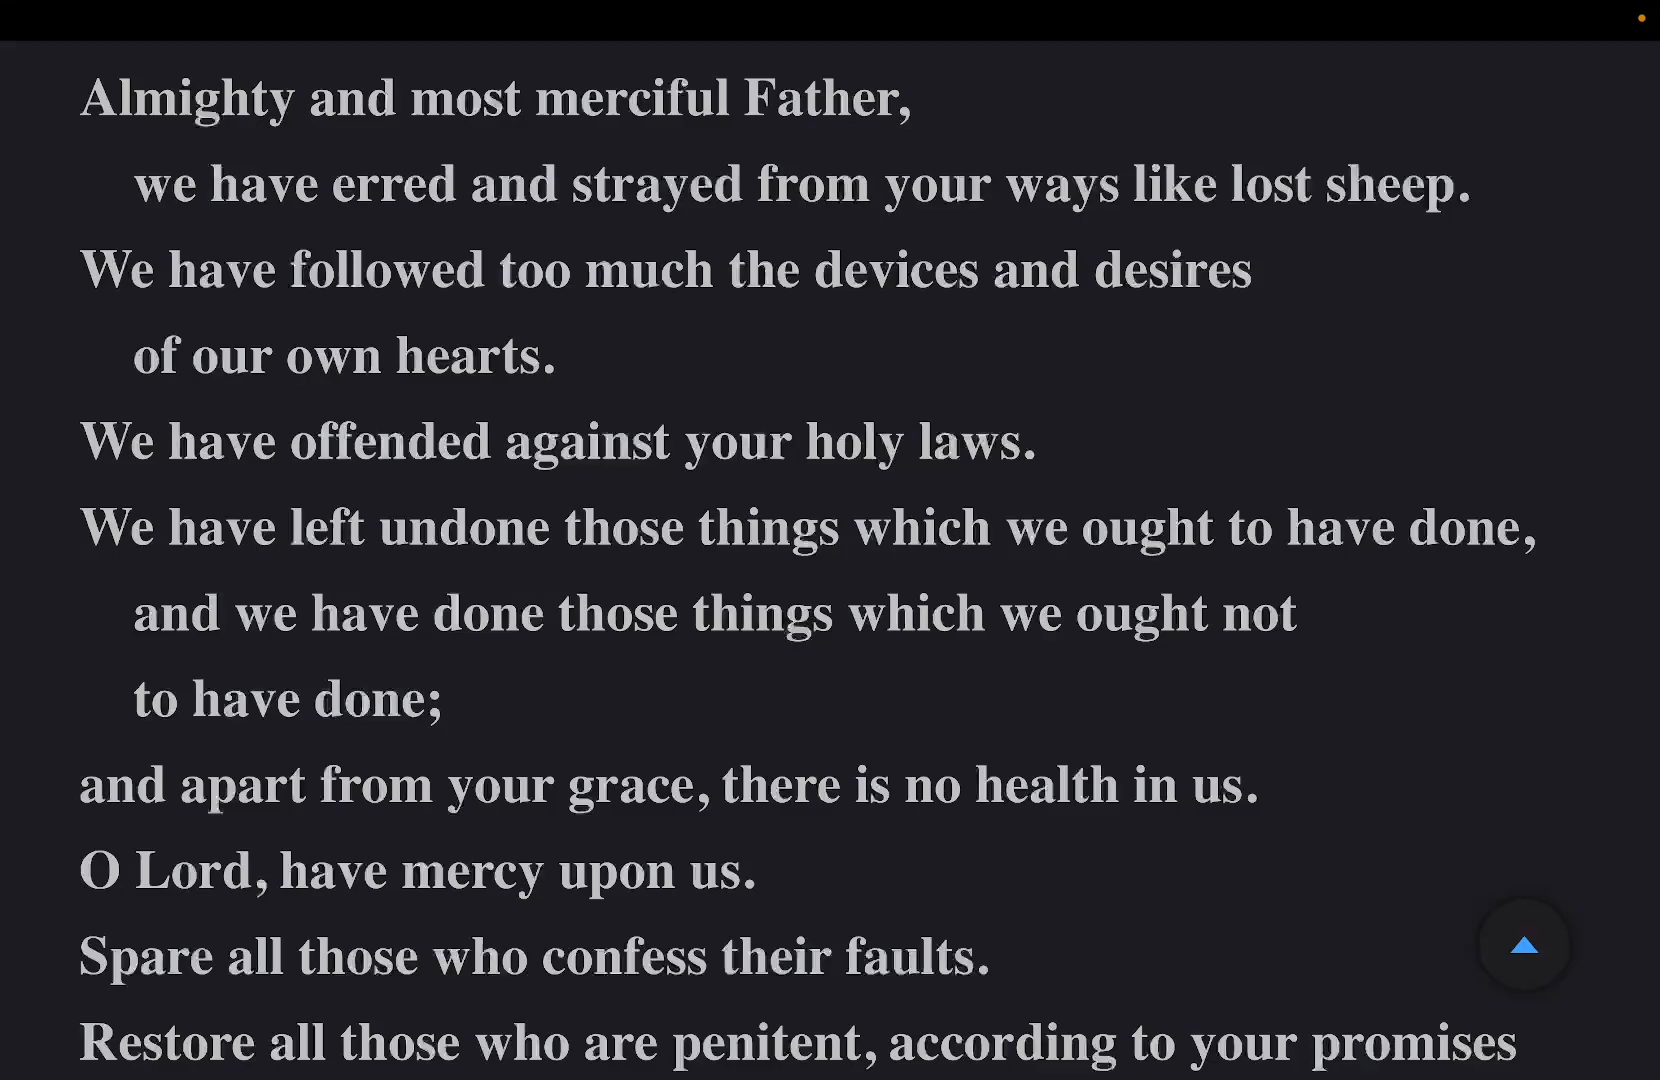 Almighty and most merciful Father,
we have erred and strayed from your ways like lost sheep.
We have followed too much the devices and desires
of our own hearts.
We have offended against your holy laws.
We have left undone those things which we ought to have done,
and we have done those things which we ought not
to have done;
and apart from your grace, there is no health in us.
O Lord, have mercy upon us.
Spare all those who confess their faults.
Restore all those who are penitent, according to your promises